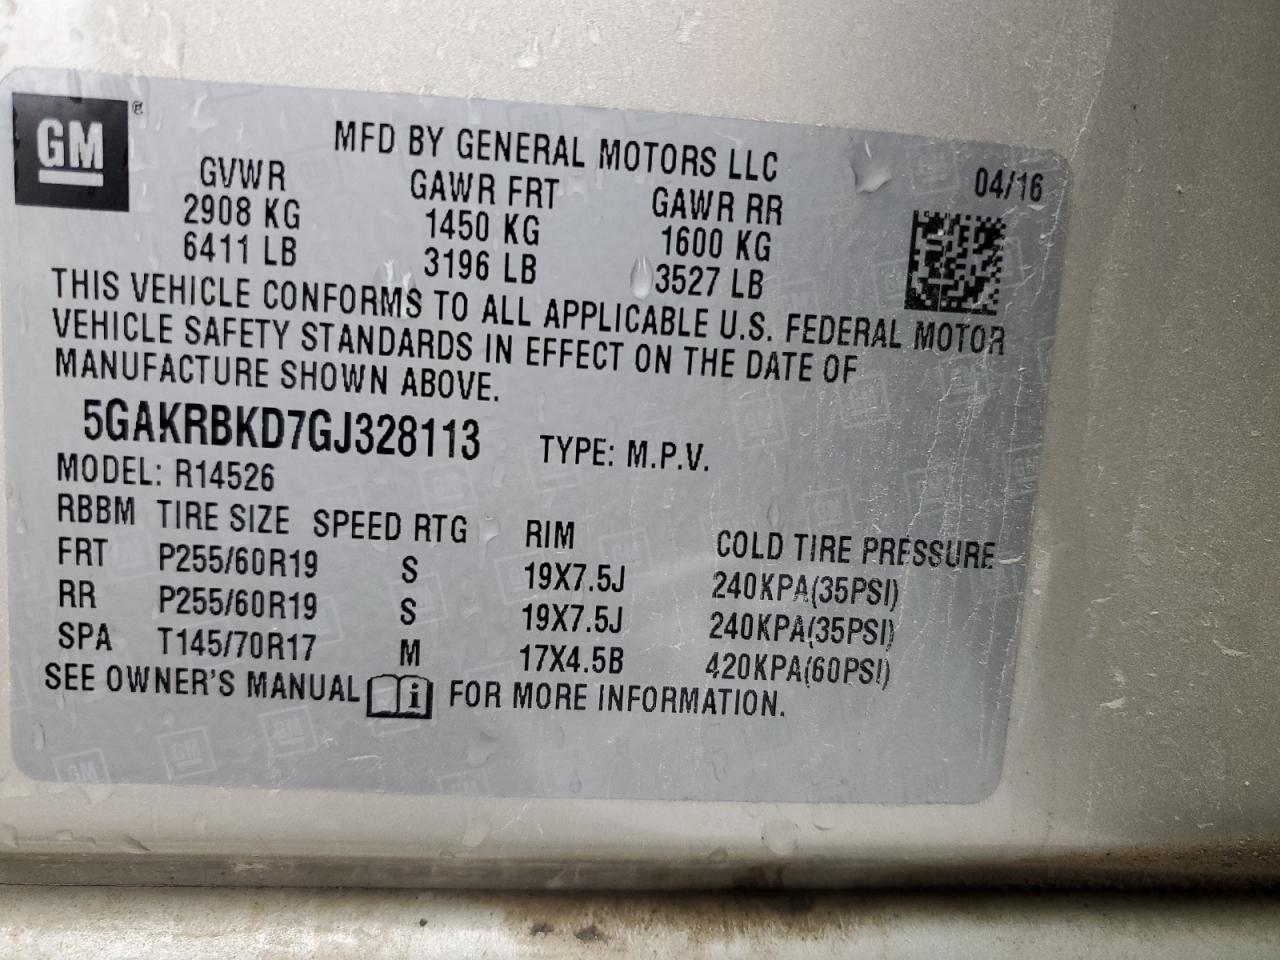 GM ®
MFD BY GENERAL MOTORS LLC
04/16
GVWR GAWR FRT GAWR RR
2908 KG 1450 KG 1600 KG
6411 LB 3196 LB 3527 LB
THIS VEHICLE CONFORMS TO ALL APPLICABLE U.S. FEDERAL MOTOR
VEHICLE SAFETY STANDARDS IN EFFECT ON THE DATE OF
MANUFACTURE SHOWN ABOVE.
5GAKRBKD7GJ328113 TYPE: M.P.V.
MODEL: R14526
RBBM TIRE SIZE SPEED RTG RIM COLD TIRE PRESSURE
FRT P255/60R19 S 19X7.5J 240KPA(35PSI)
RR P255/60R19 S 19X7.5J 240KPA(35PSI)
SPA T145/70R17 M 17X4.5B 420KPA(60PSI)
SEE OWNER'S MANUAL i FOR MORE INFORMATION.